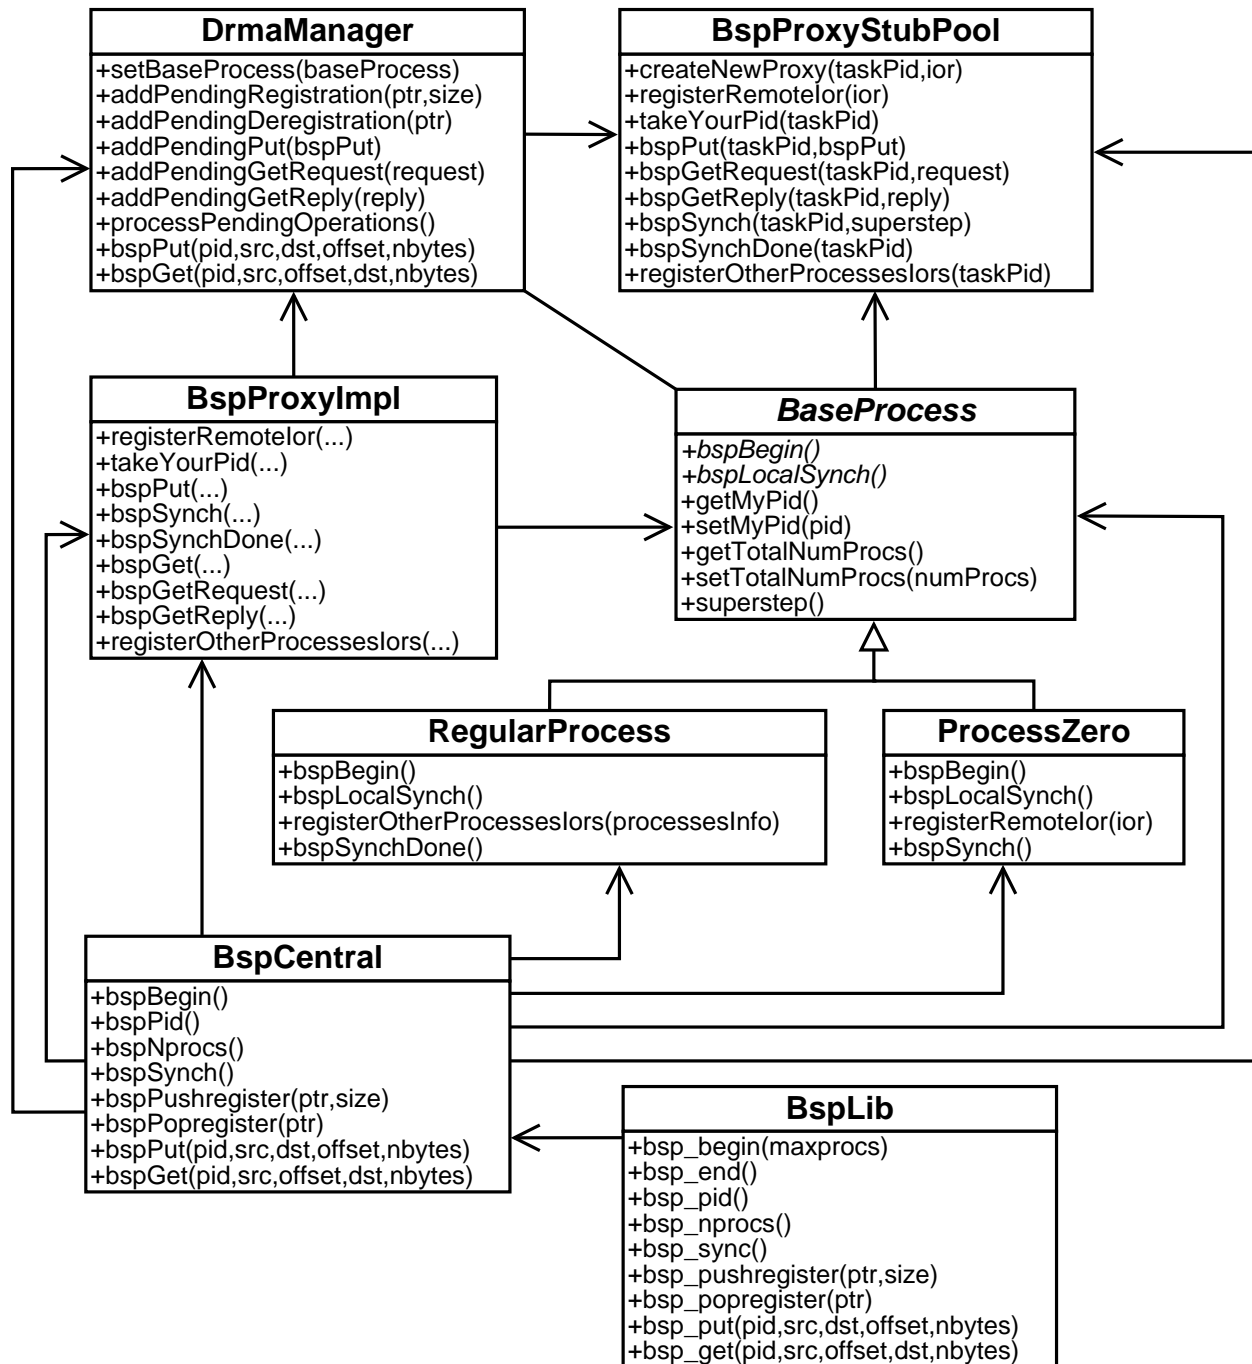 DrmaManager
+setBaseProcess(baseProcess)
+addPendingRegistration(ptr,size)
+addPendingDeregistration(ptr)
+addPendingPut(bspPut)
+addPendingGetRequest(request)
+addPendingGetReply(reply)
+processPendingOperations()
+bspPut(pid,src,dst,offset,nbytes)
+bspGet(pid,src,offset,dst,nbytes)
BspProxyStubPool
+createNewProxy(taskPid,ior)
+registerRemoteIor(ior)
+takeYourPid(taskPid)
+bspPut(taskPid,bspPut)
+bspGetRequest(taskPid,request)
+bspGetReply(taskPid,reply)
+bspSynch(taskPid,superstep)
+bspSynchDone(taskPid)
+registerOtherProcessesIors(taskPid)
BspProxyImpl
+registerRemoteIor(...)
+takeYourPid(...)
+bspPut(...)
+bspSynch(...)
+bspSynchDone(...)
+bspGet(...)
+bspGetRequest(...)
+bspGetReply(...)
+registerOtherProcessesIors(...)
BaseProcess
+bspBegin()
+bspLocalSynch()
+getMyPid()
+setMyPid(pid)
+getTotalNumProcs()
+setTotalNumProcs(numProcs)
+superstep()
RegularProcess
+bspBegin()
+bspLocalSynch()
+registerOtherProcessesIors(processesInfo)
+bspSynchDone()
ProcessZero
+bspBegin()
+bspLocalSynch()
+registerRemoteIor(ior)
+bspSynch()
BspCentral
+bspBegin()
+bspPid()
+bspNprocs()
+bspSynch()
+bspPushregister(ptr,size)
+bspPopregister(ptr)
+bspPut(pid,src,dst,offset,nbytes)
+bspGet(pid,src,offset,dst,nbytes)
BspLib
+bsp_begin(maxprocs)
+bsp_end()
+bsp_pid()
+bsp_nprocs()
+bsp_sync()
+bsp_pushregister(ptr,size)
+bsp_popregister(ptr)
+bsp_put(pid,src,dst,offset,nbytes)
+bsp_get(pid,src,offset,dst,nbytes)